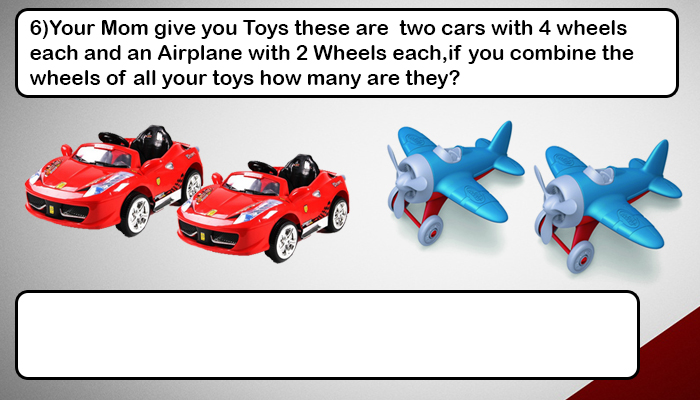 6)Your Mom give you Toys these are two cars with 4 wheels
each and an Airplane with 2 Wheels each,if you combine the
wheels of all your toys how many are they?